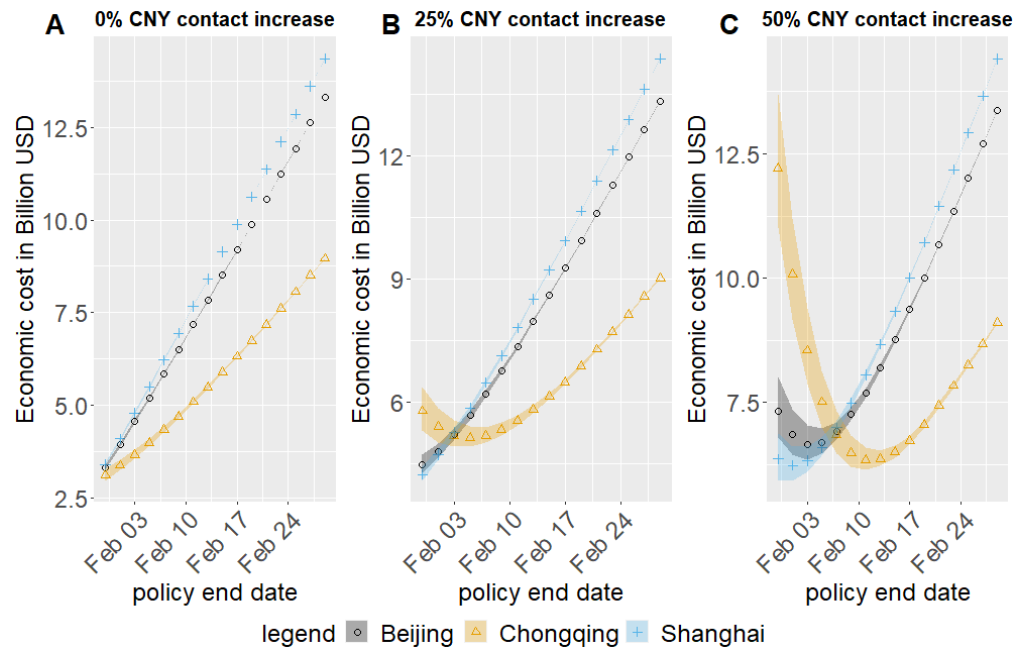 A 0% CNY contact increase
B 25% CNY contact increase
C 50% CNY contact increase
Economic cost in Billion USD
12.5
10.0
7.5
5.0
2.5
Feb 03
Feb 10
Feb 17
Feb 24
policy end date
Economic cost in Billion USD
12
9
6
Feb 03
Feb 10
Feb 17
Feb 24
policy end date
Economic cost in Billion USD
12.5
10.0
7.5
Feb 03
Feb 10
Feb 17
Feb 24
policy end date
legend Beijing Chongqing Shanghai